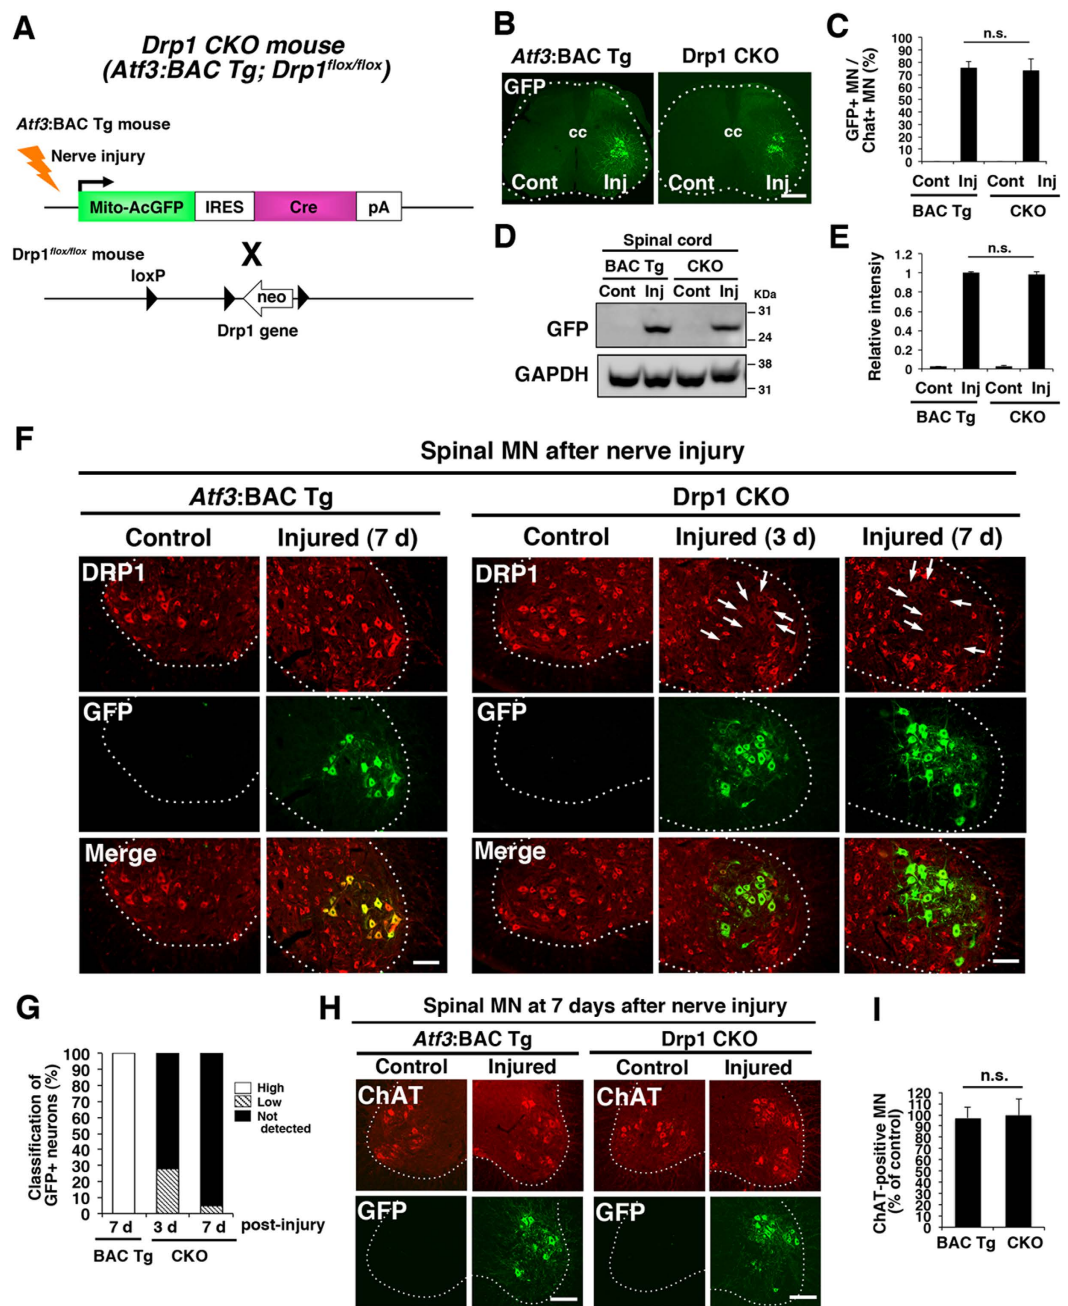 A
Drp1 CKO mouse
(Atf3:BAC Tg; Drp1flox/flox)
Atf3:BAC Tg mouse
Nerve injury
Mito-AcGFP IRES Cre pA
Drp1flox/flox mouse X
loxP
neo
Drp1 gene
B
Atf3:BAC Tg Drp1 CKO
GFP
cc cc
Cont Inj Cont Inj
C
n.s.
GFP+ MN /
Chat+ MN (%)
100
90
80
70
60
50
40
30
20
10
0
Cont Inj Cont Inj
BAC Tg CKO
D
Spinal cord
BAC Tg CKO
Cont Inj Cont Inj KDa
GFP
31
24
GAPDH
38
31
E
n.s.
Relative intensiy
1.2
1
0.8
0.6
0.4
0.2
0
Cont Inj Cont Inj
BAC Tg CKO
F
Spinal MN after nerve injury
Atf3:BAC Tg Drp1 CKO
Control Injured (7 d) Control Injured (3 d) Injured (7 d)
DRP1 DRP1
GFP GFP
Merge Merge
G
Classification of
GFP+ neurons (%)
100
90
80
70
60
50
40
30
20
10
0
High
Low
Not
detected
7 d 3 d 7 d post-injury
BAC Tg CKO
H
Spinal MN at 7 days after nerve injury
Atf3:BAC Tg Drp1 CKO
Control Injured Control Injured
ChAT ChAT
GFP GFP
I
n.s.
ChAT-positive MN
(% of control)
120
110
100
90
80
70
60
50
40
30
20
10
0
BAC Tg CKO